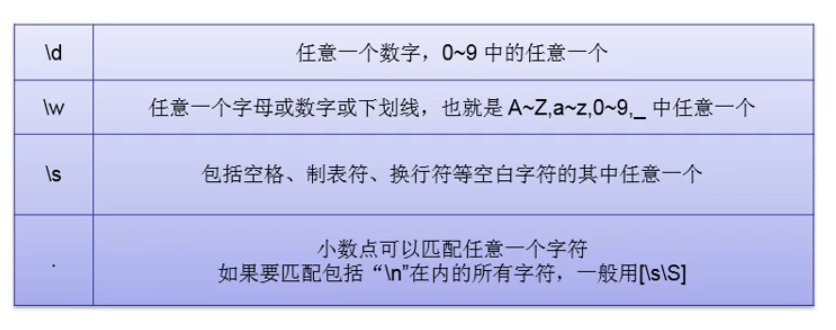 \d 任意一个数字，0~9 中的任意一个
\w 任意一个字母或数字或下划线，也就是 A~Z,a~z,0~9,_ 中任意一个
\s 包括空格、制表符、换行符等空白字符的其中任意一个
. 小数点可以匹配任意一个字符
如果要匹配包括“\n”在内的所有字符，一般用[\s\S]